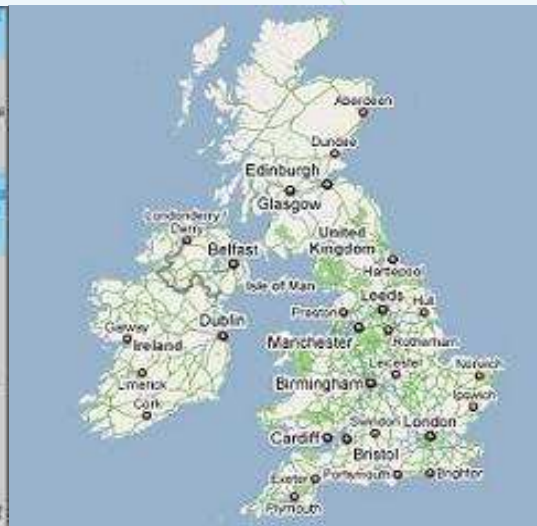 Aberdeen
Dundee
Edinburgh
Glasgow
Londonderry /
Derry
United
Kingdom
Belfast
Hartlepool
Isle of Man
Leeds
Hull
Preston
Dublin
Galway
Manchester
Rotherham
Ireland
Leicester
Norwich
Limerick
Birmingham
Ipswich
Cork
Swindon
London
Cardiff
Bristol
Exeter
Portsmouth
Brighton
Plymouth